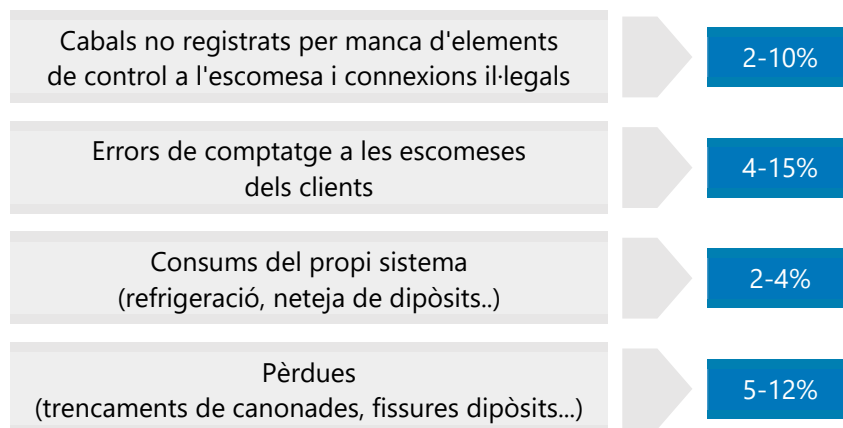 Cabals no registrats per manca d'elements
de control a l'escomesa i connexions il·legals
2-10%
Errors de comptatge a les escomeses
dels clients
4-15%
Consums del propi sistema
(refrigeració, neteja de dipòsits..)
2-4%
Pèrdues
(trencaments de canonades, fissures dipòsits...)
5-12%